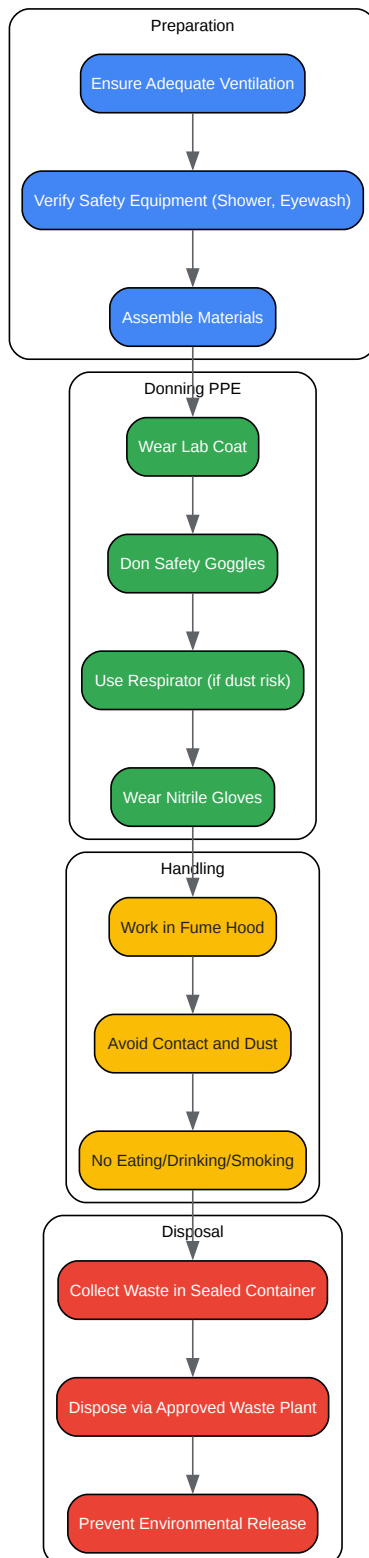 Preparation
Ensure Adequate Ventilation
Verify Safety Equipment (Shower, Eyewash)
Assemble Materials
Donning PPE
Wear Lab Coat
Don Safety Goggles
Use Respirator (if dust risk)
Wear Nitrile Gloves
Handling
Work in Fume Hood
Avoid Contact and Dust
No Eating/Drinking/Smoking
Disposal
Collect Waste in Sealed Container
Dispose via Approved Waste Plant
Prevent Environmental Release